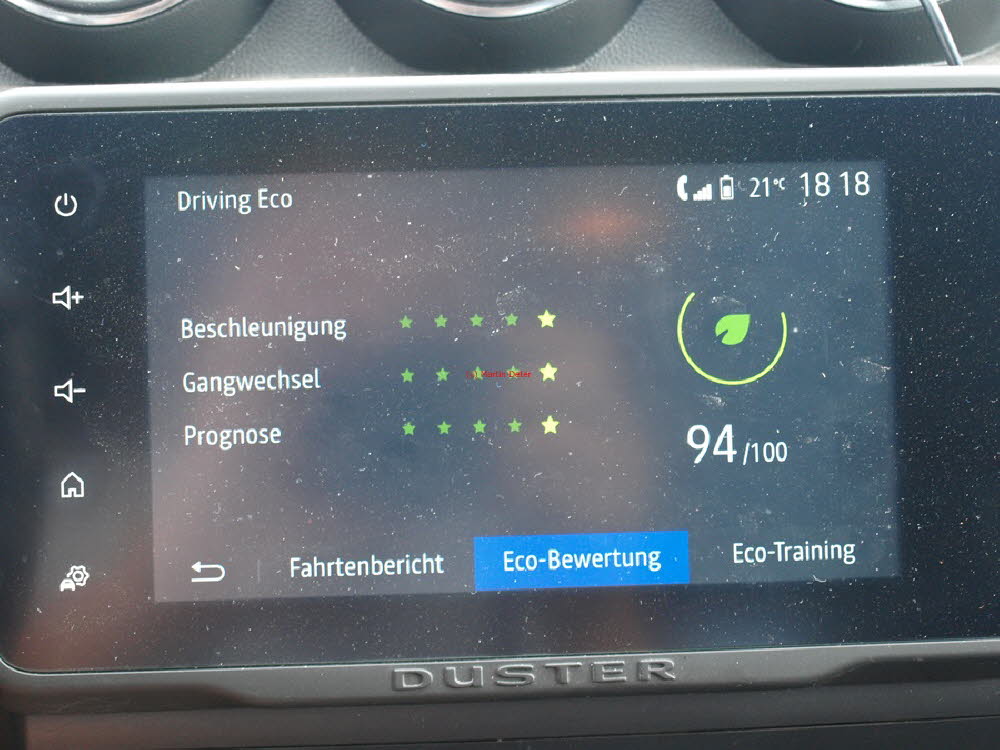 Driving Eco
21°C 18 18
Beschleunigung
Gangwechsel
Prognose
94/100
Fahrtenbericht
Eco-Bewertung
Eco-Training
DUSTER